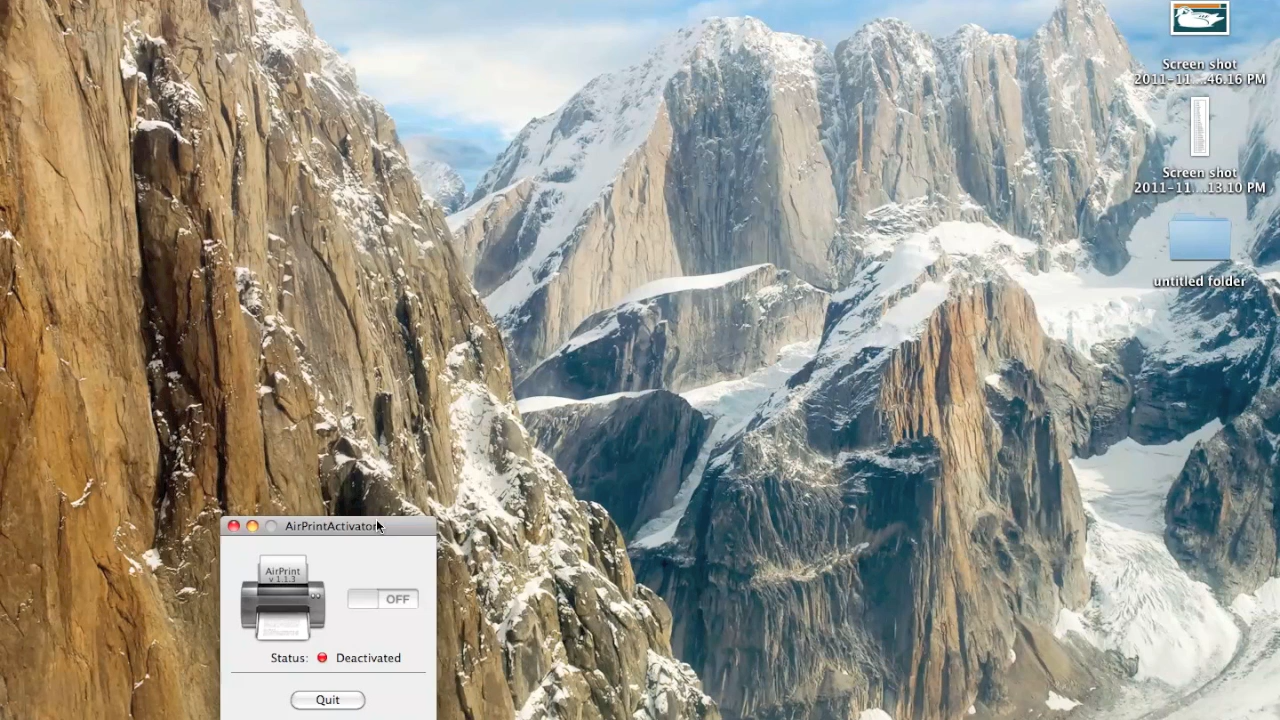 Screen shot
2011-11 ...46.16 PM
Screen shot
2011-11....13.10 PM
untitled folder
AirPrintActivator
AirPrint
v 1.1.3
OFF
Status: Deactivated
Quit